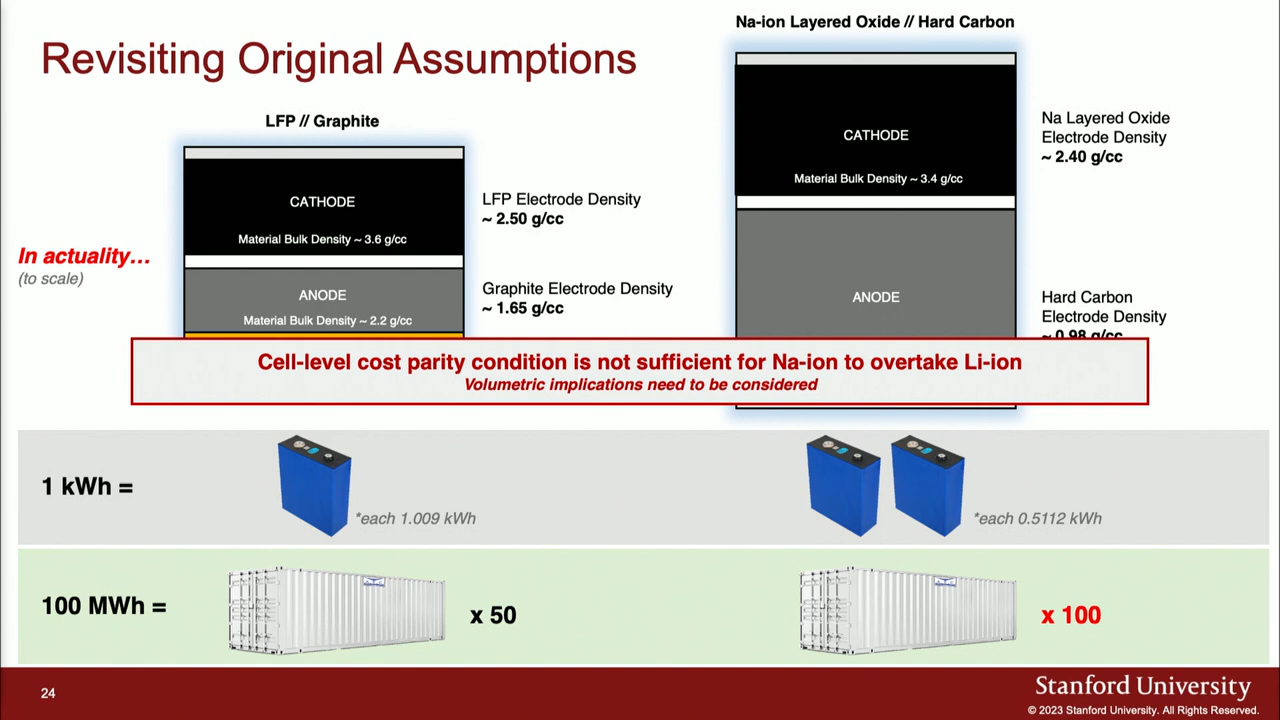 Revisiting Original Assumptions
Na-ion Layered Oxide // Hard Carbon
LFP // Graphite
CATHODE
Material Bulk Density ~ 3.6 g/cc
LFP Electrode Density
~ 2.50 g/cc
In actuality…
(to scale)
ANODE
Material Bulk Density ~ 2.2 g/cc
Graphite Electrode Density
~ 1.65 g/cc
CATHODE
Material Bulk Density ~ 3.4 g/cc
Na Layered Oxide
Electrode Density
~ 2.40 g/cc
ANODE
Hard Carbon
Electrode Density
~ 0.98 g/cc
Cell-level cost parity condition is not sufficient for Na-ion to overtake Li-ion
Volumetric implications need to be considered
1 kWh =
*each 1.009 kWh
*each 0.5112 kWh
100 MWh =
x 50
x 100
24
Stanford University
© 2023 Stanford University. All Rights Reserved.